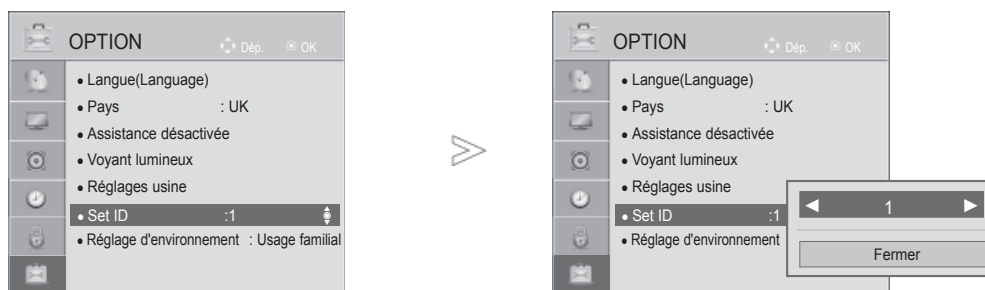 OPTION
Dép. OK
• Langue(Language)
• Pays : UK
• Assistance désactivée
• Voyant lumineux
• Réglages usine
• Set ID :1
• Réglage d'environnement : Usage familial
OPTION
Dép. OK
• Langue(Language)
• Pays : UK
• Assistance désactivée
• Voyant lumineux
• Réglages usine
• Set ID :1
• Réglage d'environnement
◄ 1 ►
Fermer